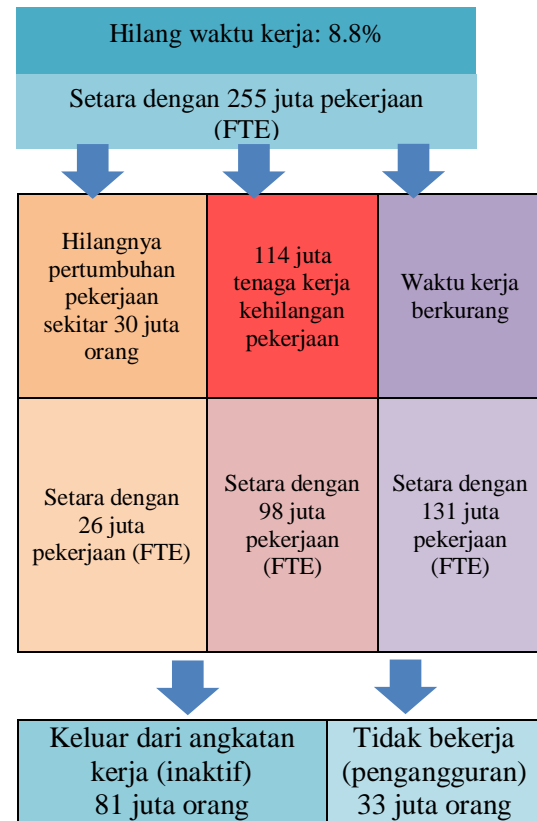 Hilang waktu kerja: 8.8%
Setara dengan 255 juta pekerjaan
(FTE)
Hilangnya
pertumbuhan
pekerjaan
sekitar 30 juta
orang
114 juta
tenaga kerja
kehilangan
pekerjaan
Waktu kerja
berkurang
Setara dengan
26 juta
pekerjaan (FTE)
Setara dengan
98 juta
pekerjaan
(FTE)
Setara dengan
131 juta
pekerjaan
(FTE)
Keluar dari angkatan
kerja (inaktif)
81 juta orang
Tidak bekerja
(pengangguran)
33 juta orang